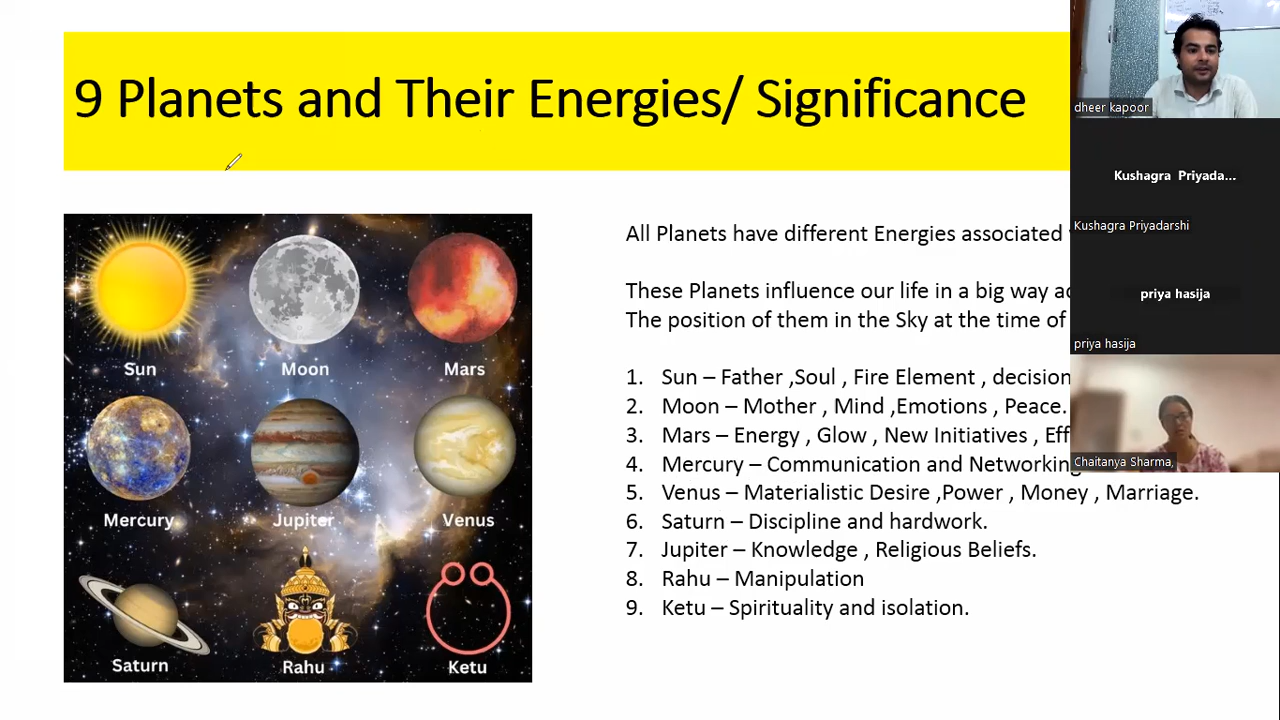 9 Planets and Their Energies/ Significance
dheer kapoor
Kushagra Priyada...
Kushagra Priyadarshi
priya hasija
priya hasija
Chaitanya Sharma,
Sun
Moon
Mars
Mercury
Jupiter
Venus
Saturn
Rahu
Ketu
All Planets have different Energies associated
These Planets influence our life in a big way
The position of them in the Sky at the time of
1. Sun – Father ,Soul , Fire Element , decision
2. Moon – Mother , Mind ,Emotions , Peace.
3. Mars – Energy , Glow , New Initiatives ,
4. Mercury – Communication and Networking
5. Venus – Materialistic Desire ,Power , Money , Marriage.
6. Saturn – Discipline and hardwork.
7. Jupiter – Knowledge , Religious Beliefs.
8. Rahu – Manipulation
9. Ketu – Spirituality and isolation.